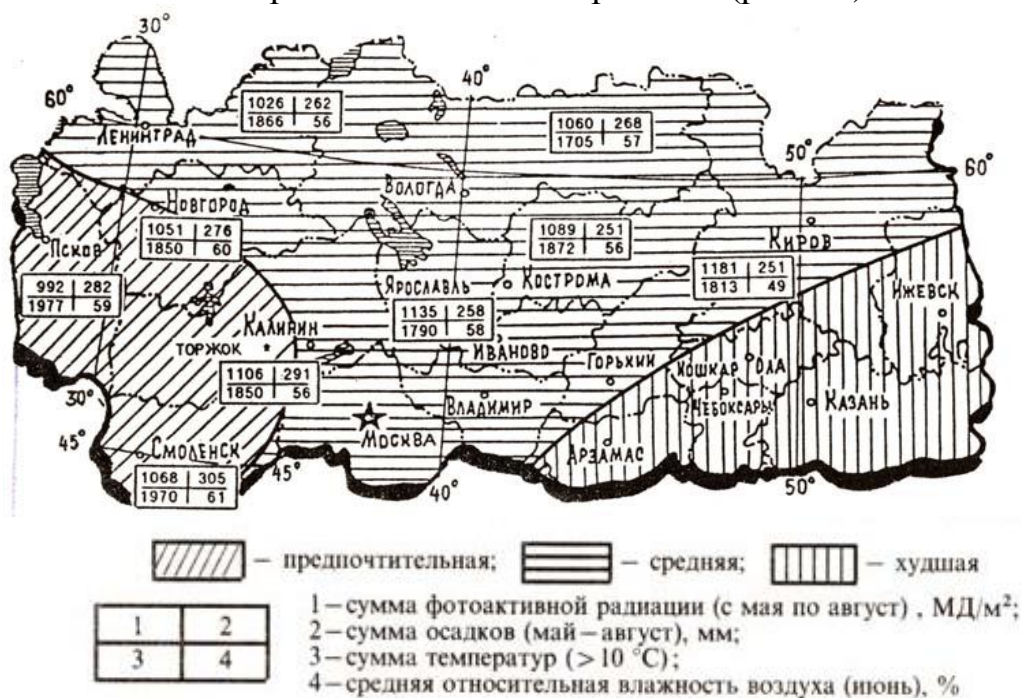 30°
40°
60°
1026 262
1866 56
1060 268
1705 57
ЛЕНИНГРАД
50°
60°
ВОЛОГДА
НОВГОРОД
1051 276
1850 60
1089 251
1872 56
КИРОВ
ПСКОВ
992 282
1977 59
1181 251
1813 49
ИЖЕВСК
ЯРОСЛАВЛЬ
КОСТРОМА
1135 258
1790 58
КАЛИНИН
ТОРЖОК
ИВАНОВО
ГОРЬКИЙ
ЙОШКАР ОЛА
1106 291
1850 56
ВЛАДИМИР
ЧЕБОКСАРЫ
КАЗАНЬ
30°
МОСКВА
45°
СМОЛЕНСК
АРЗАМАС
45°
1068 305
1970 61
40°
50°
– предпочтительная; – средняя; – худшая
1 2
3 4
1 – сумма фотоактивной радиации (с мая по август) , МД/м²;
2 – сумма осадков (май – август), мм;
3 – сумма температур (>10 °С);
4 – средняя относительная влажность воздуха (июнь), %